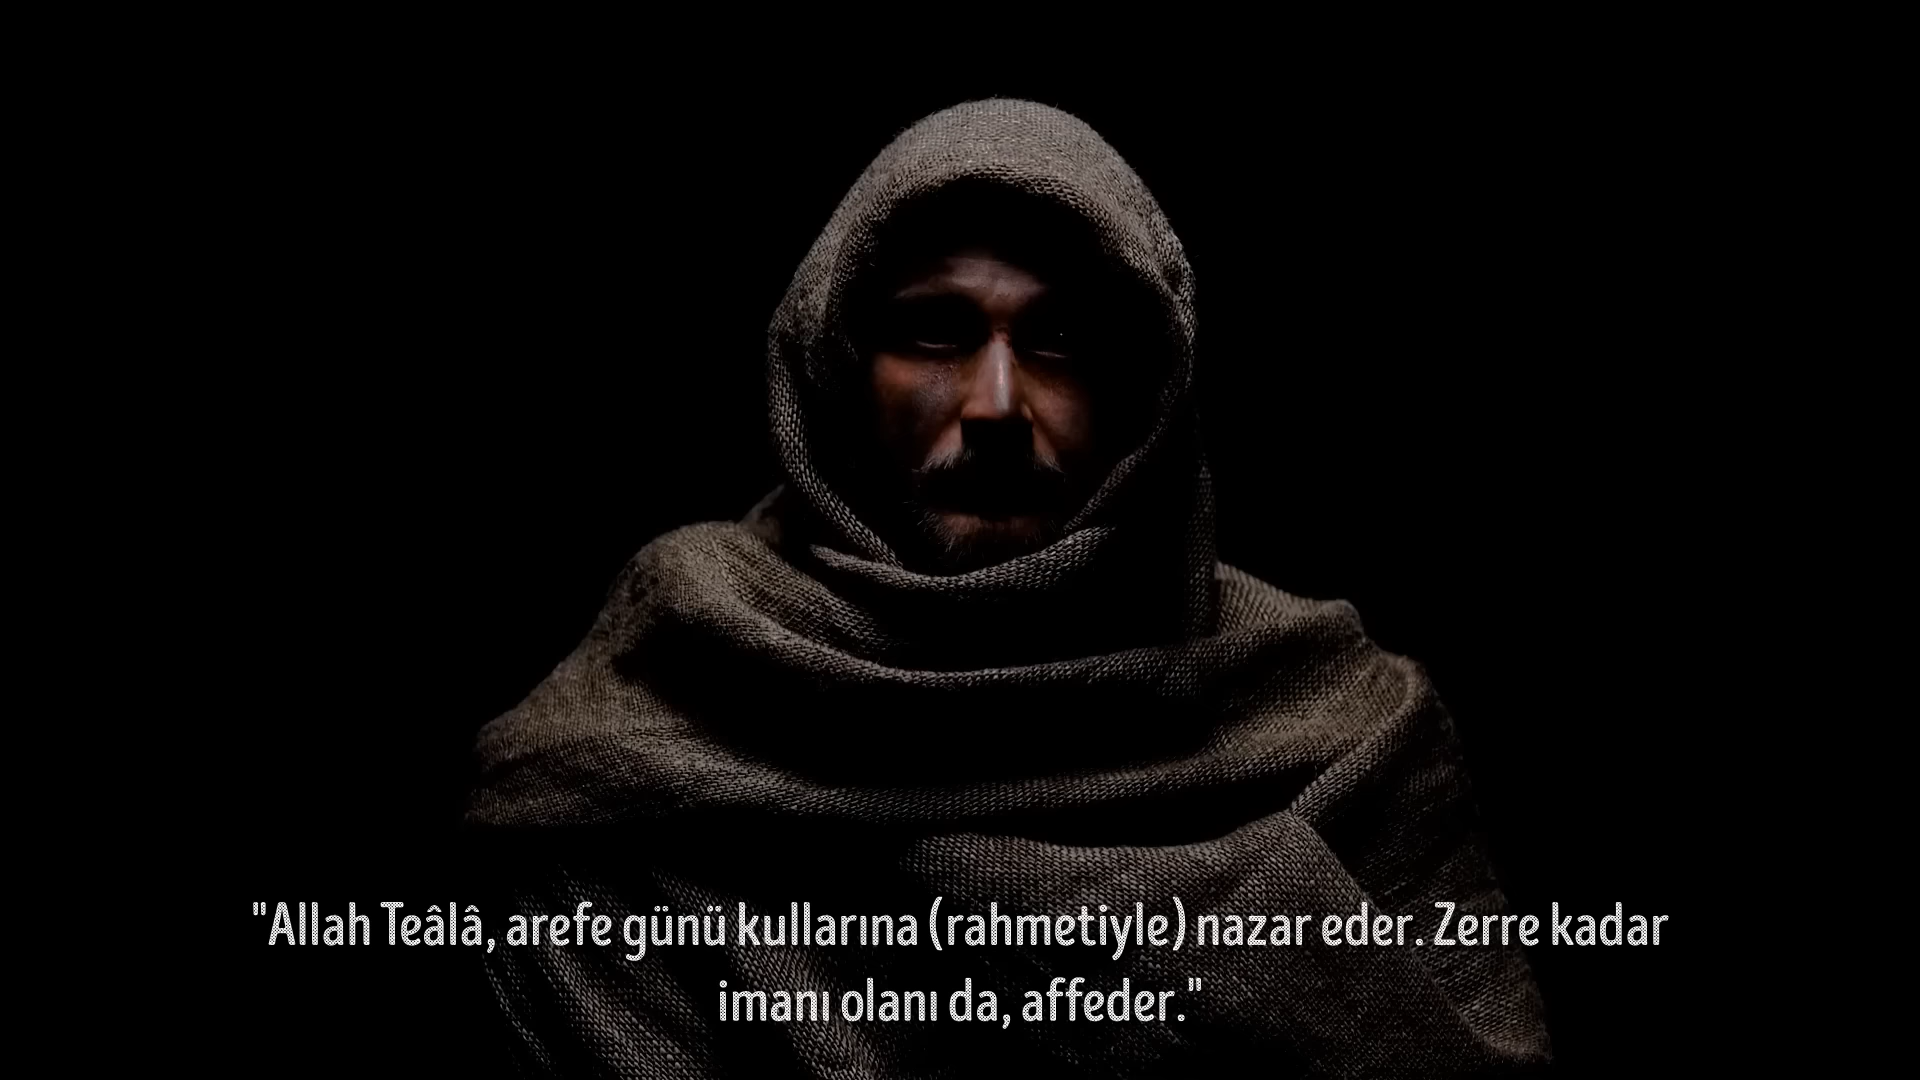 "Allah Teâlâ, arefe günü kullarına (rahmetiyle) nazar eder. Zerre kadar
imanı olanı da, affeder."